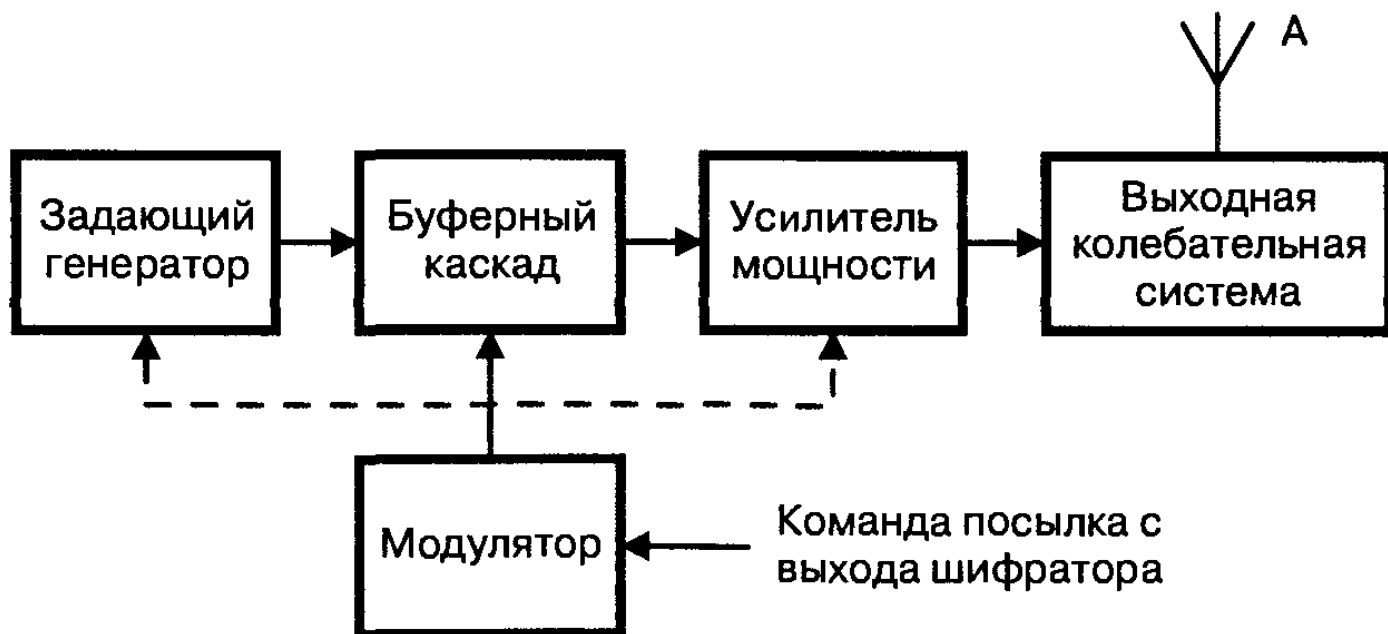 А
Задающий
генератор
Буферный
каскад
Усилитель
мощности
Выходная
колебательная
система
Модулятор
Команда посылка с
выхода шифратора